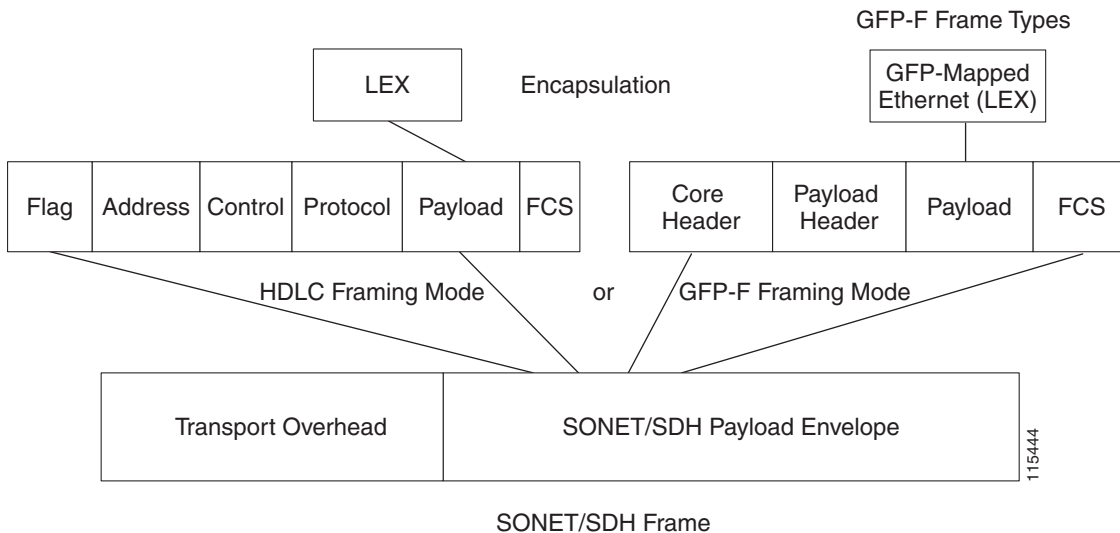 GFP-F Frame Types
LEX
Encapsulation
GFP-Mapped
Ethernet (LEX)
Flag
Address
Control
Protocol
Payload
FCS
Core
Header
Payload
Header
Payload
FCS
HDLC Framing Mode
or
GFP-F Framing Mode
Transport Overhead
SONET/SDH Payload Envelope
115444
SONET/SDH Frame